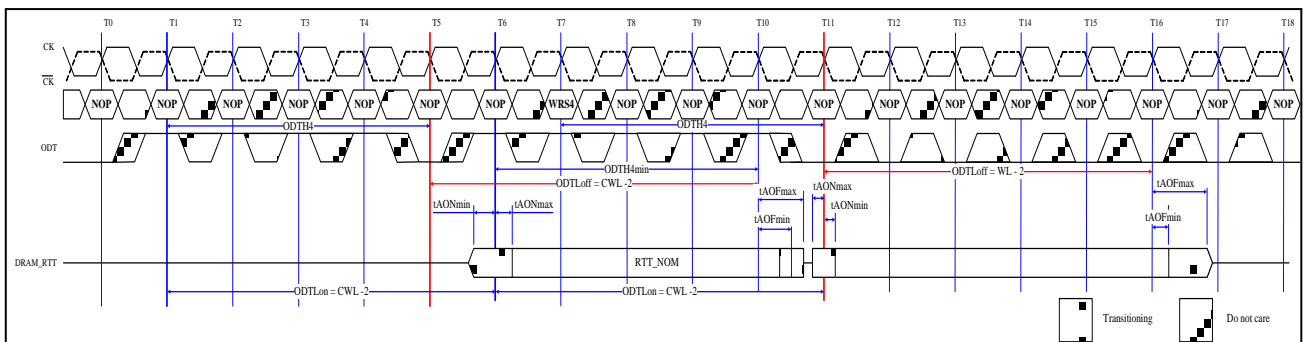 T0 T1 T2 T3 T4 T5 T6 T7 T8 T9 T10 T11 T12 T13 T14 T15 T16 T17 T18
CK
CK
NOP NOP NOP NOP NOP NOP NOP WRS4 NOP NOP NOP NOP NOP NOP NOP NOP NOP NOP NOP
ODTH4 ODTH4
ODT
ODTH4min ODTLoff = WL - 2
ODTLoff = CWL -2 tAONmax tAOFmax
tAOFmax
tAONmin tAONmax tAONmin
tAOFmin tAOFmin
DRAM_RTT RTT_NOM
ODTLon = CWL -2 ODTLon = CWL -2
Transitioning Do not care